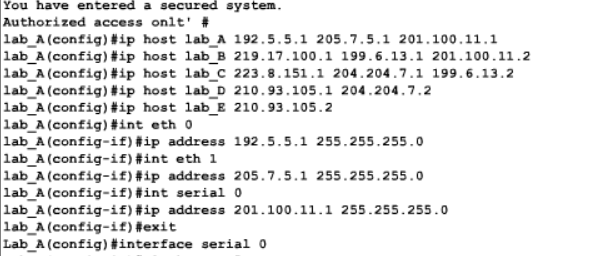 You have entered a secured system.
Authorized access onlt' #
lab_A(config)#ip host lab_A 192.5.5.1 205.7.5.1 201.100.11.1
lab_A(config)#ip host lab_B 219.17.100.1 199.6.13.1 201.100.11.2
lab_A(config)#ip host lab_C 223.8.151.1 204.204.7.1 199.6.13.2
lab_A(config)#ip host lab_D 210.93.105.1 204.204.7.2
lab_A(config)#ip host lab_E 210.93.105.2
lab_A(config)#int eth 0
lab_A(config-if)#ip address 192.5.5.1 255.255.255.0
lab_A(config-if)#int eth 1
lab_A(config-if)#ip address 205.7.5.1 255.255.255.0
lab_A(config-if)#int serial 0
lab_A(config-if)#ip address 201.100.11.1 255.255.255.0
lab_A(config-if)#exit
Lab_A(config)#interface serial 0